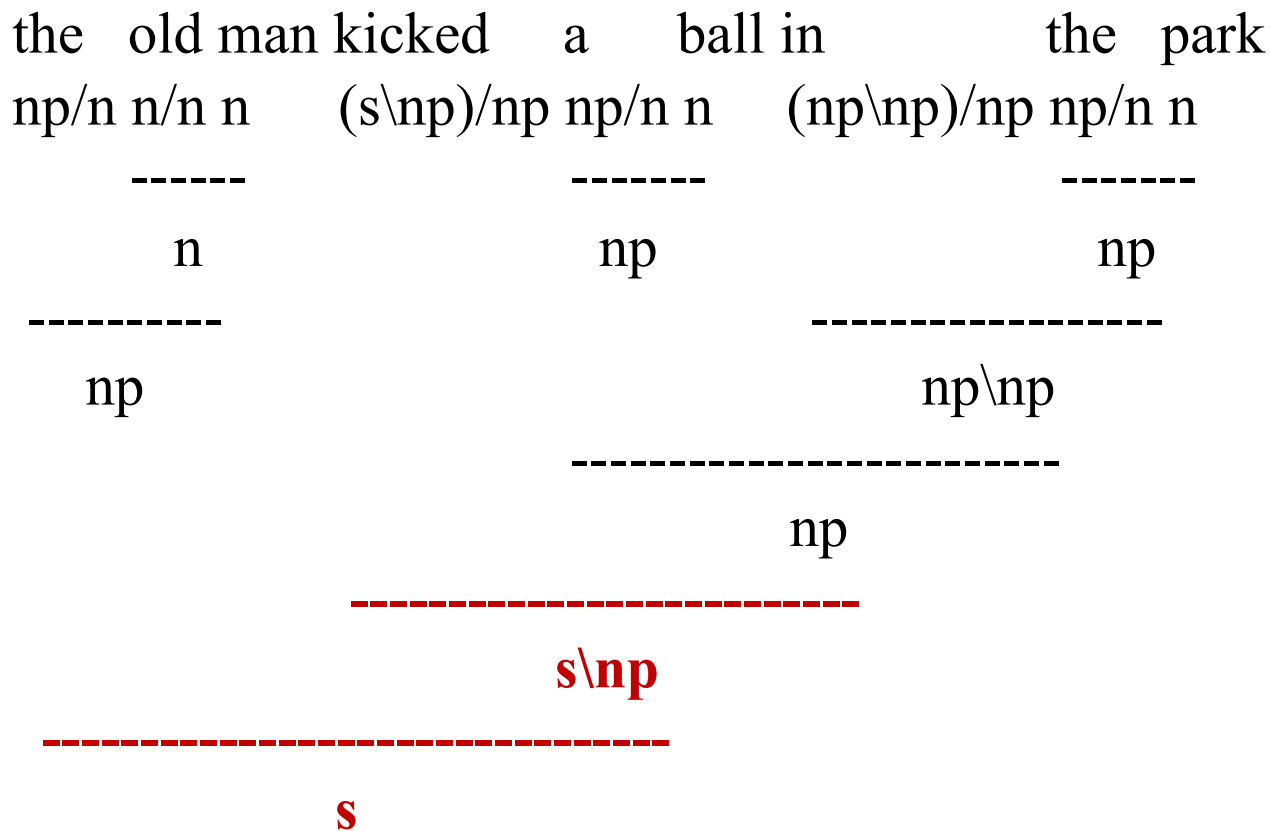 the old man kicked a ball in the park
np/n n/n n (s\np)/np np/n n (np\np)/np np/n n
------ ------- -------
n np np
---------- ------------------
np np\np
-------------------------
np
--------------------------
s\np
--------------------------------
s